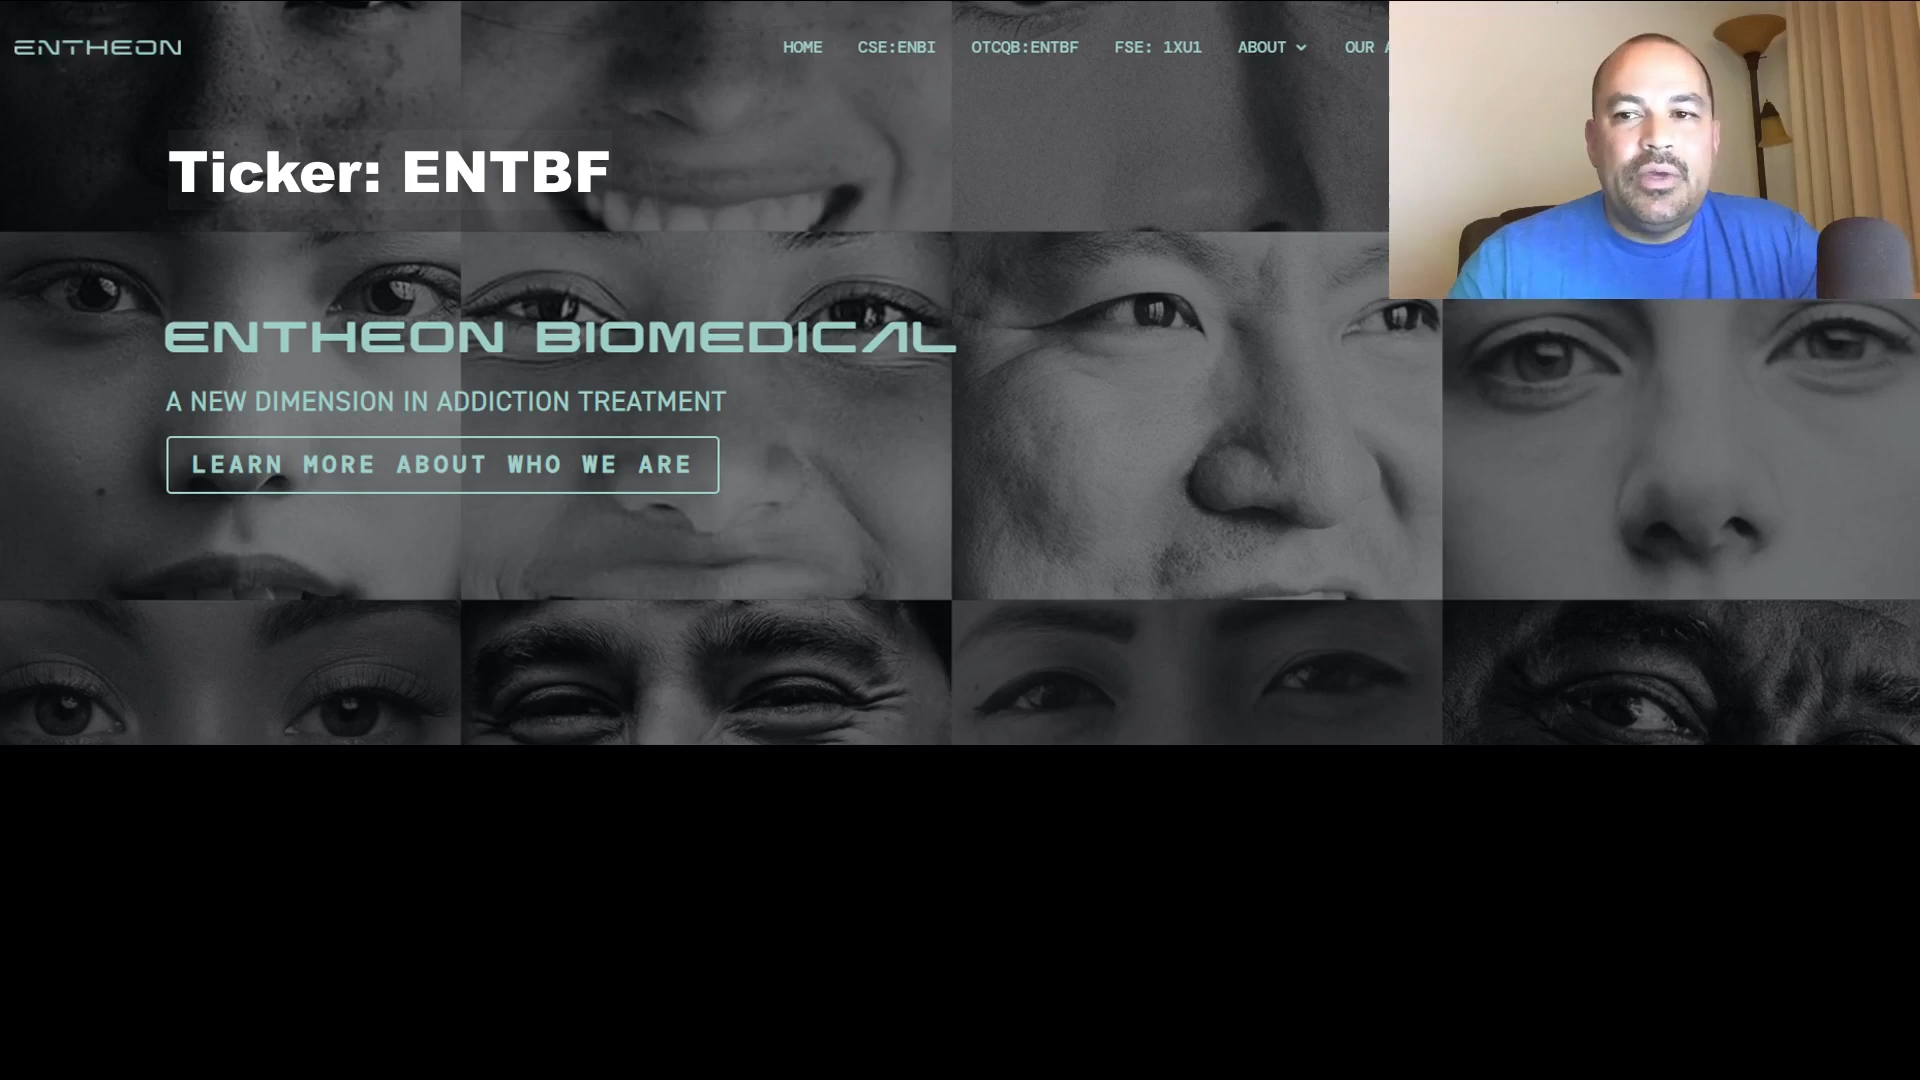 ENTHEON
HOME CSE:ENBI OTCQB:ENTBF FSE: 1XU1 ABOUT OUR
Ticker: ENTBF
ENTHEON BIOMEDICAL
A NEW DIMENSION IN ADDICTION TREATMENT
LEARN MORE ABOUT WHO WE ARE